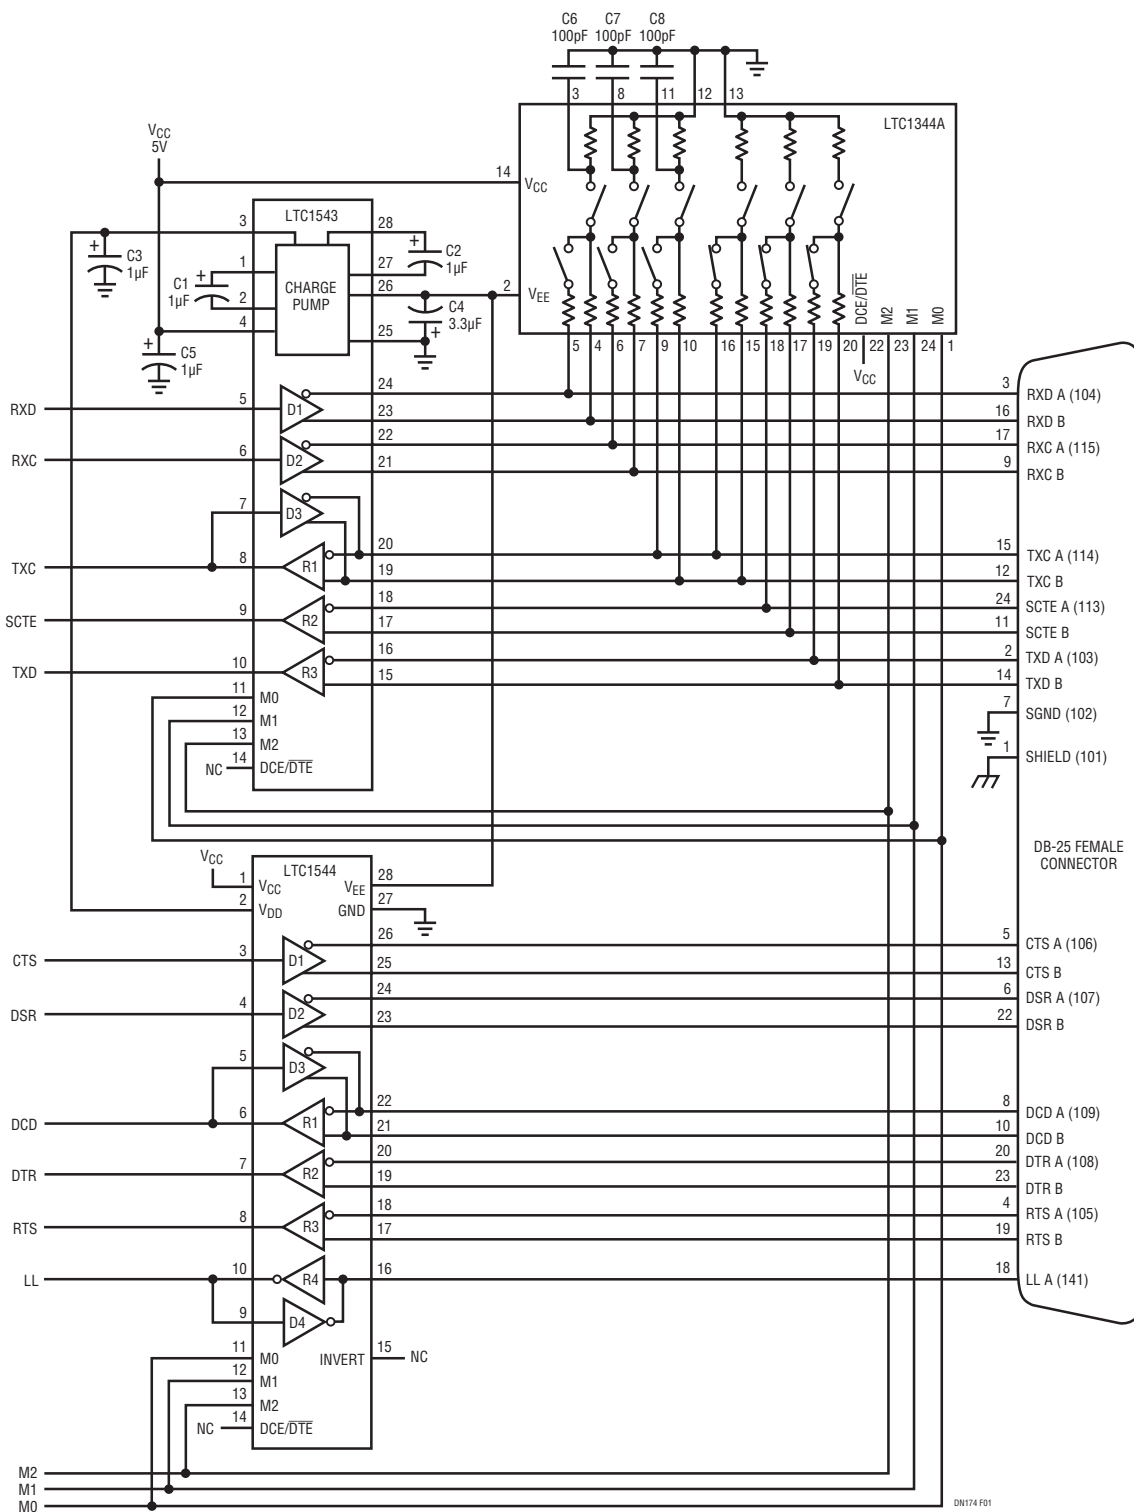 C6
100pF
C7
100pF
C8
100pF
3
8
11
12
13
LTC1344A
VCC
5V
14
VCC
LTC1543
3
28
+
C3
1µF
+
C2
1µF
1
27
C1
1µF
+
2
CHARGE
PUMP
26
2
VEE
C4
3.3µF
+
4
25
+
C5
1µF
DCE/DTE
M2
M1
M0
5
4
6
7
9
10
16
15
18
17
19
20
22
23
24
1
VCC
RXD
5
D1
24
3
RXD A (104)
23
16
RXD B
RXC
6
D2
22
17
RXC A (115)
21
9
RXC B
7
D3
TXC
8
R1
20
15
TXC A (114)
19
12
TXC B
SCTE
9
R2
18
24
SCTE A (113)
17
11
SCTE B
TXD
10
R3
16
2
TXD A (103)
15
14
TXD B
11
M0
7
SGND (102)
12
M1
13
M2
1
SHIELD (101)
NC
14
DCE/DTE
DB-25 FEMALE
CONNECTOR
VCC
LTC1544
1
VCC
VEE
28
2
VDD
GND
27
CTS
3
D1
26
5
CTS A (106)
25
13
CTS B
DSR
4
D2
24
6
DSR A (107)
23
22
DSR B
5
D3
DCD
6
R1
22
8
DCD A (109)
21
10
DCD B
DTR
7
R2
20
20
DTR A (108)
19
23
DTR B
RTS
8
R3
18
4
RTS A (105)
17
19
RTS B
LL
10
R4
16
18
LL A (141)
9
D4
11
M0
INVERT
15
NC
12
M1
13
M2
NC
14
DCE/DTE
M2
M1
M0
DN174 F01